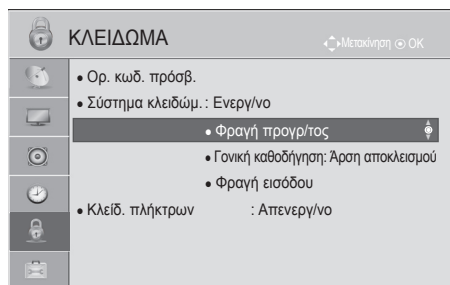 ΚΛΕΙΔΩΜΑ
Μετακίνηση OK
• Ορ. κωδ. πρόσβ.
• Σύστημα κλειδώμ. : Ενεργ/νο
• Φραγή προγρ/τος
• Γονική καθοδήγηση: Άρση αποκλεισμού
• Φραγή εισόδου
• Κλείδ. πλήκτρων : Απενεργ/νο